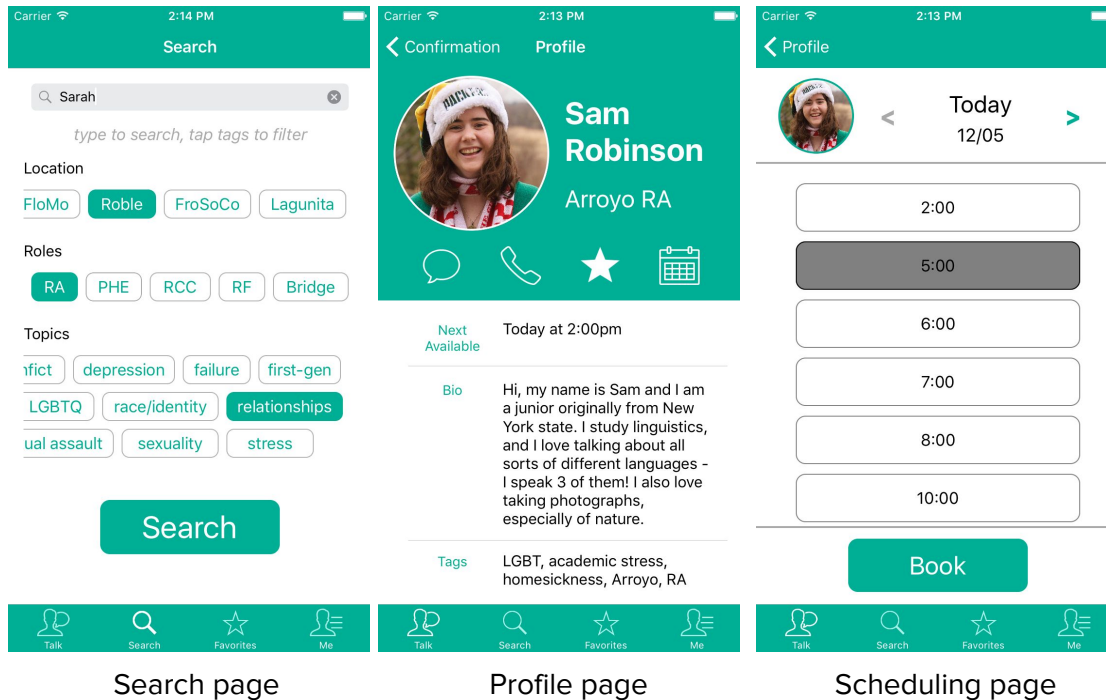 Carrier 2:14 PM
Search
Sarah
type to search, tap tags to filter
Location
FloMo Roble FroSoCo Lagunita
Roles
RA PHE RCC RF Bridge
Topics
nfict depression failure first-gen
LGBTQ race/identity relationships
ual assault sexuality stress
Search
Talk Search Favorites Me
Search page
Carrier 2:13 PM
Confirmation Profile
Sam
Robinson
Arroyo RA
Next
Available
Today at 2:00pm
Bio
Hi, my name is Sam and I am
a junior originally from New
York state. I study linguistics,
and I love talking about all
sorts of different languages -
I speak 3 of them! I also love
taking photographs,
especially of nature.
Tags
LGBT, academic stress,
homesickness, Arroyo, RA
Talk Search Favorites Me
Profile page
Carrier 2:13 PM
Profile
< Today >
12/05
2:00
5:00
6:00
7:00
8:00
10:00
Book
Talk Search Favorites Me
Scheduling page